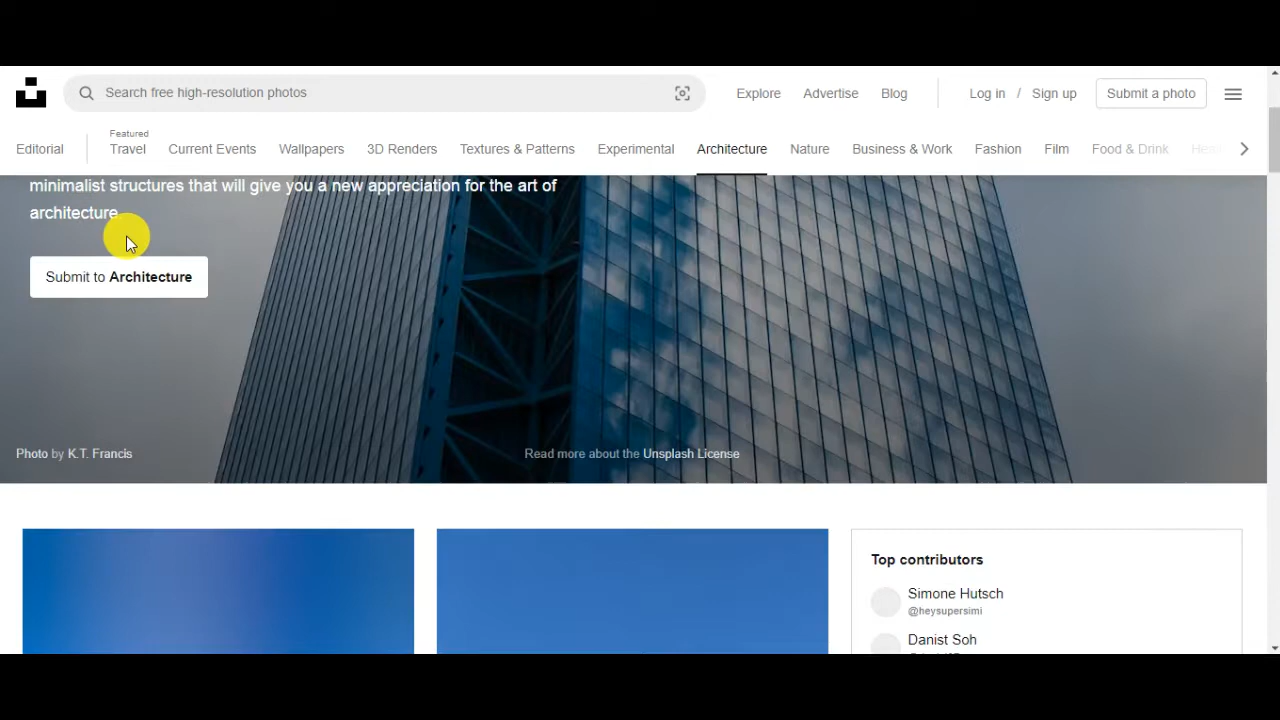 Search free high-resolution photos
Explore
Advertise
Blog
Log in / Sign up
Submit a photo
Editorial
Featured
Travel
Current Events
Wallpapers
3D Renders
Textures & Patterns
Experimental
Architecture
Nature
Business & Work
Fashion
Film
Food & Drink
minimalist structures that will give you a new appreciation for the art of
architecture.
Submit to Architecture
Photo by K.T. Francis
Read more about the Unsplash License
Top contributors
Simone Hutsch
@heysupersimi
Danist Soh